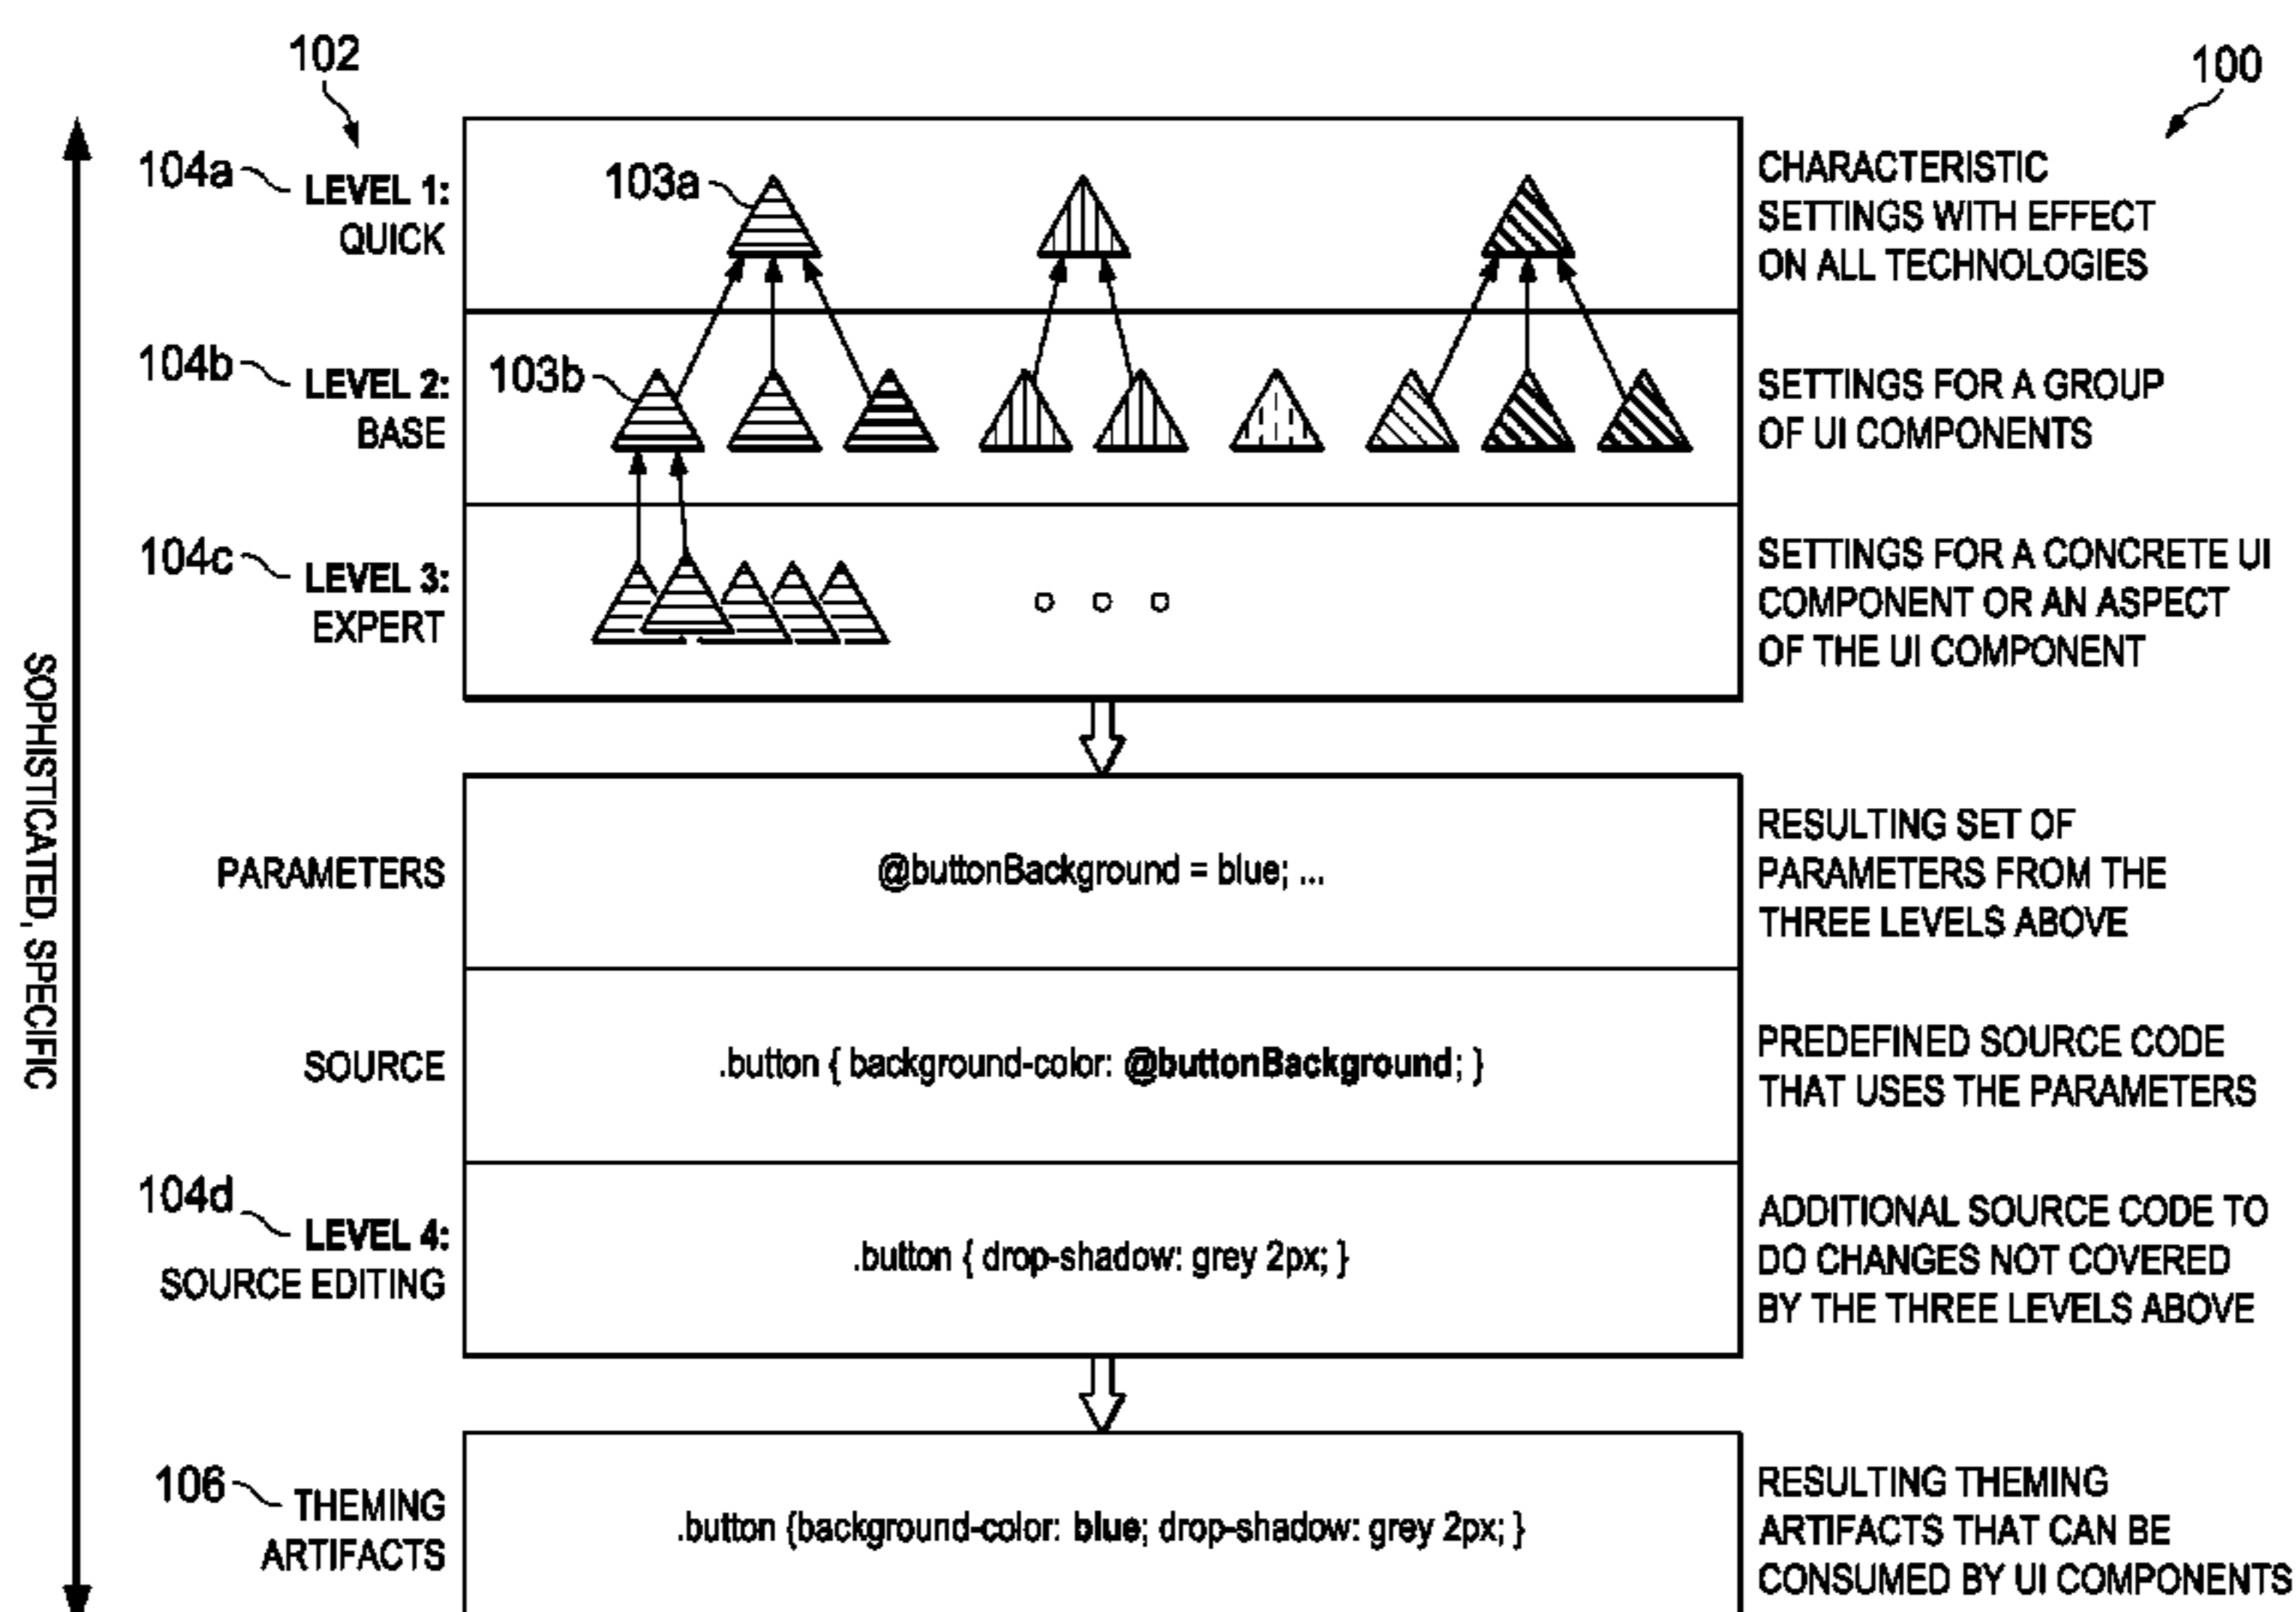 102
100
104a
LEVEL 1:
QUICK
103a
CHARACTERISTIC
SETTINGS WITH EFFECT
ON ALL TECHNOLOGIES
104b
LEVEL 2:
BASE
103b
SETTINGS FOR A GROUP
OF UI COMPONENTS
104c
LEVEL 3:
EXPERT
SETTINGS FOR A CONCRETE UI
COMPONENT OR AN ASPECT
OF THE UI COMPONENT
SOPHISTICATED, SPECIFIC
PARAMETERS
@buttonBackground = blue; ...
RESULTING SET OF
PARAMETERS FROM THE
THREE LEVELS ABOVE
SOURCE
.button { background-color: @buttonBackground; }
PREDEFINED SOURCE CODE
THAT USES THE PARAMETERS
104d
LEVEL 4:
SOURCE EDITING
.button { drop-shadow: grey 2px; }
ADDITIONAL SOURCE CODE TO
DO CHANGES NOT COVERED
BY THE THREE LEVELS ABOVE
106
THEMING
ARTIFACTS
.button {background-color: blue; drop-shadow: grey 2px; }
RESULTING THEMING
ARTIFACTS THAT CAN BE
CONSUMED BY UI COMPONENTS